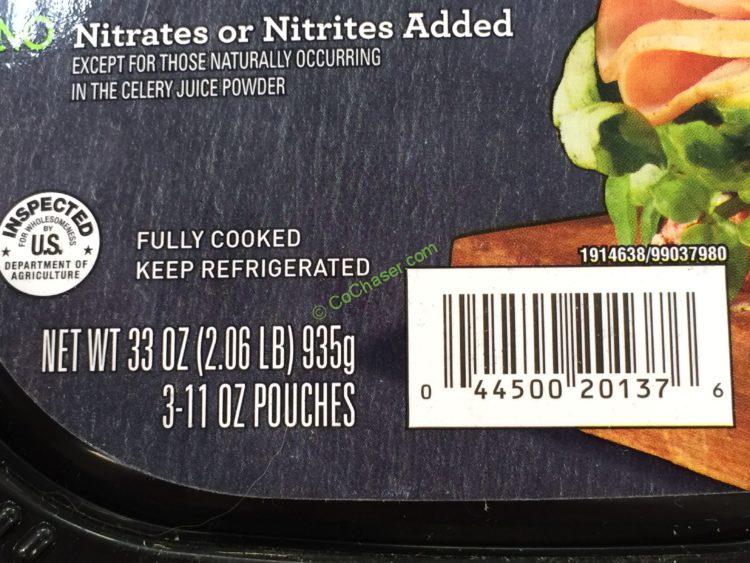 NO Nitrates or Nitrites Added
EXCEPT FOR THOSE NATURALLY OCCURRING
IN THE CELERY JUICE POWDER
INSPECTED
FOR WHOLESOMENESS
BY
U.S.
DEPARTMENT OF
AGRICULTURE
FULLY COOKED
KEEP REFRIGERATED
© CoChaser.com
NET WT 33 OZ (2.06 LB) 935g
3-11 OZ POUCHES
1914638/99037980
0 44500 20137 6